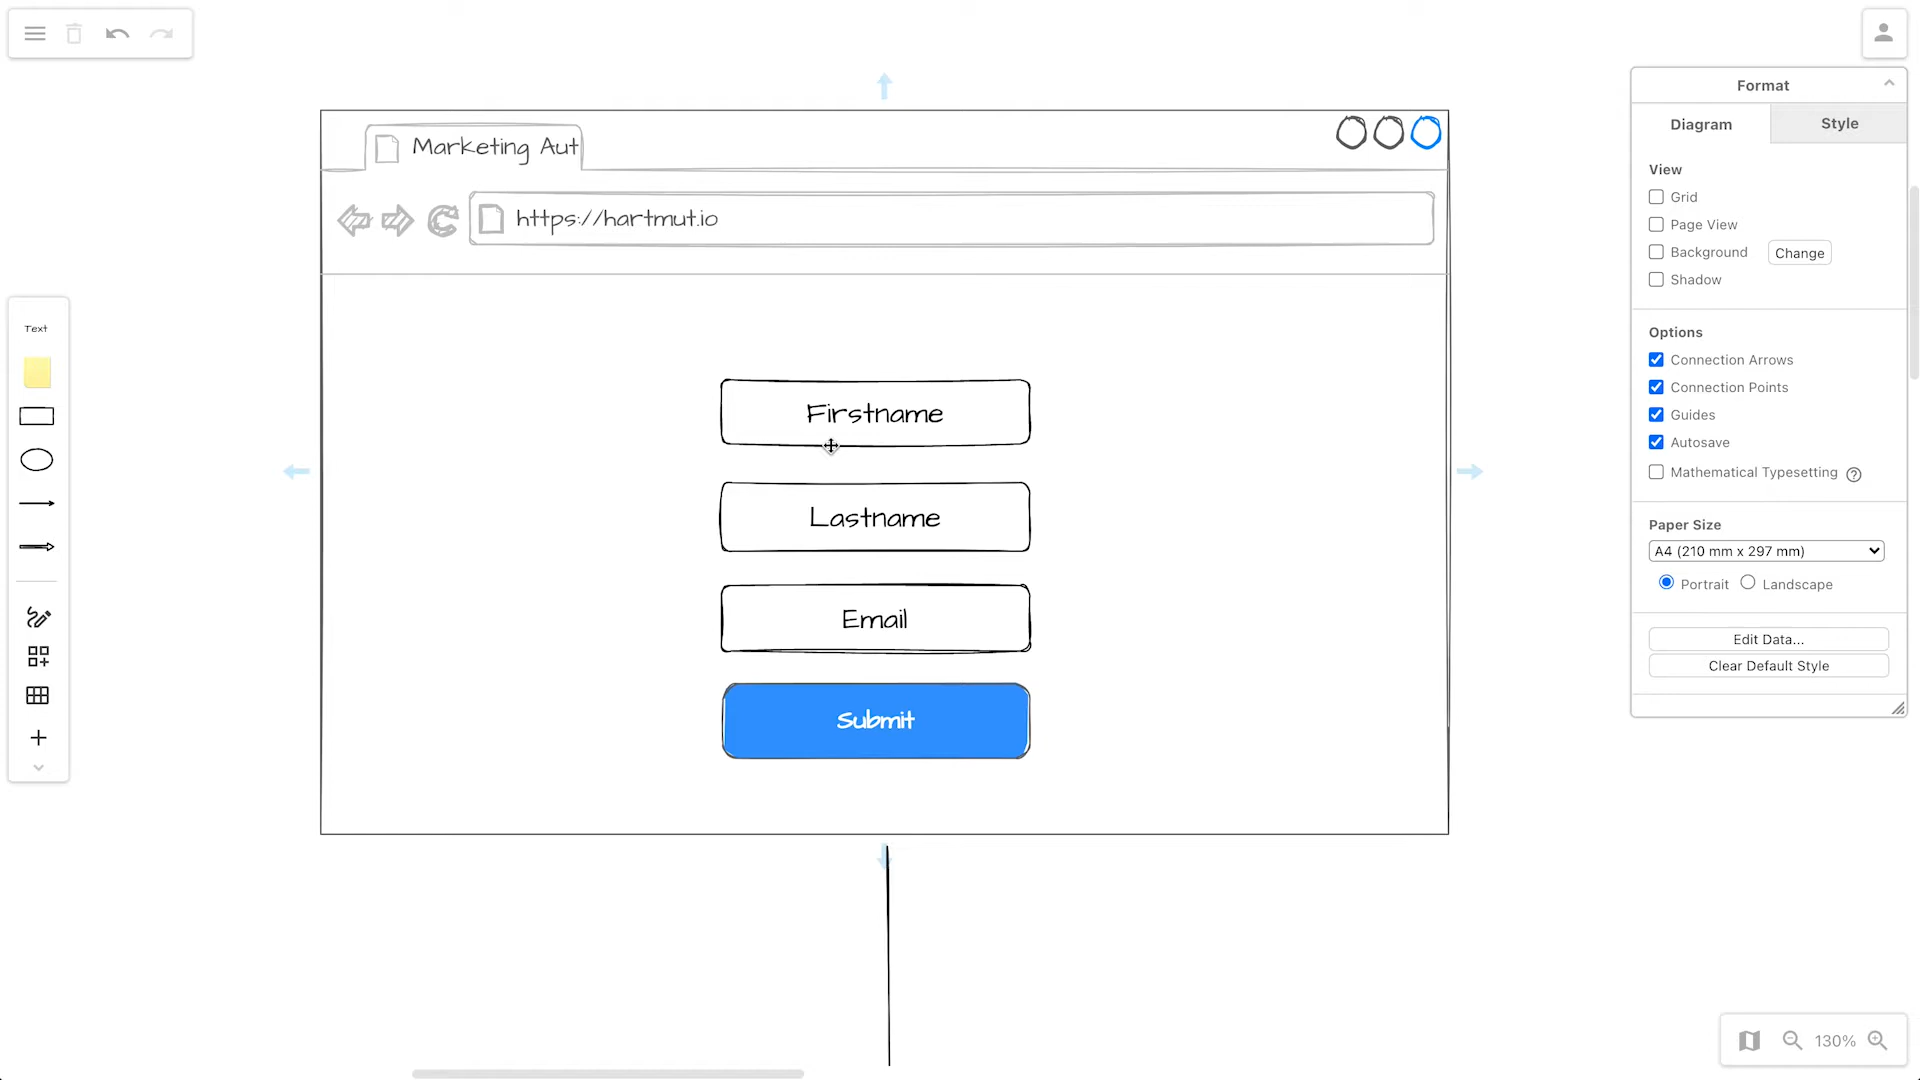 Format
Diagram
Style
Marketing Aut
https://hartmut.io
View
Grid
Page View
Background
Change
Shadow
Options
Connection Arrows
Connection Points
Guides
Autosave
Mathematical Typesetting
Paper Size
A4 (210 mm x 297 mm)
Portrait
Landscape
Edit Data...
Clear Default Style
Text
Firstname
Lastname
Email
Submit
130%